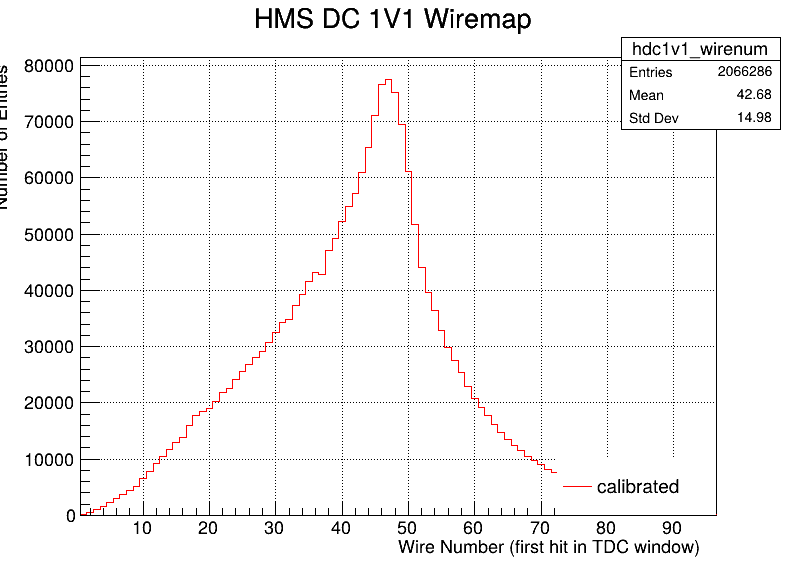 HMS DC 1V1 Wiremap
hdc1v1_wirenum
Entries 2066286
Mean 42.68
Std Dev 14.98
Number of Entries
80000
70000
60000
50000
40000
30000
20000
10000
0
calibrated
10 20 30 40 50 60 70 80 90
Wire Number (first hit in TDC window)